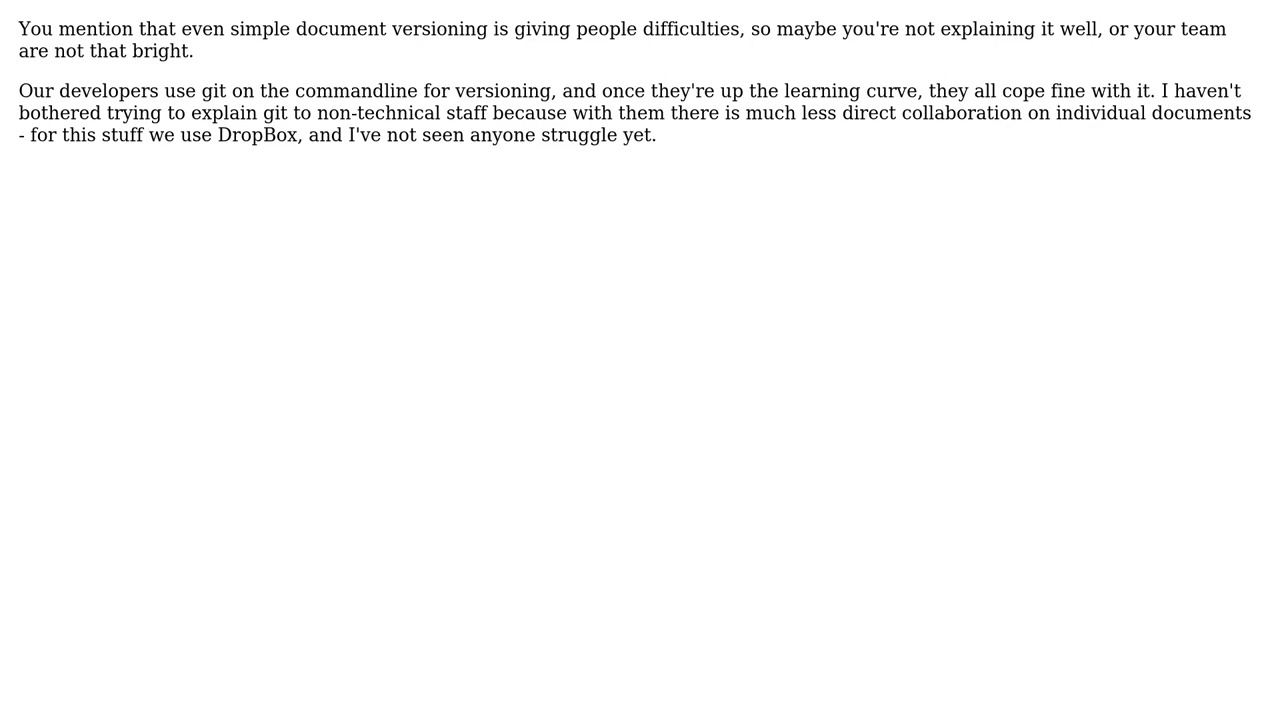 You mention that even simple document versioning is giving people difficulties, so maybe you're not explaining it well, or your team
are not that bright.
Our developers use git on the commandline for versioning, and once they're up the learning curve, they all cope fine with it. I haven't
bothered trying to explain git to non-technical staff because with them there is much less direct collaboration on individual documents
- for this stuff we use DropBox, and I've not seen anyone struggle yet.